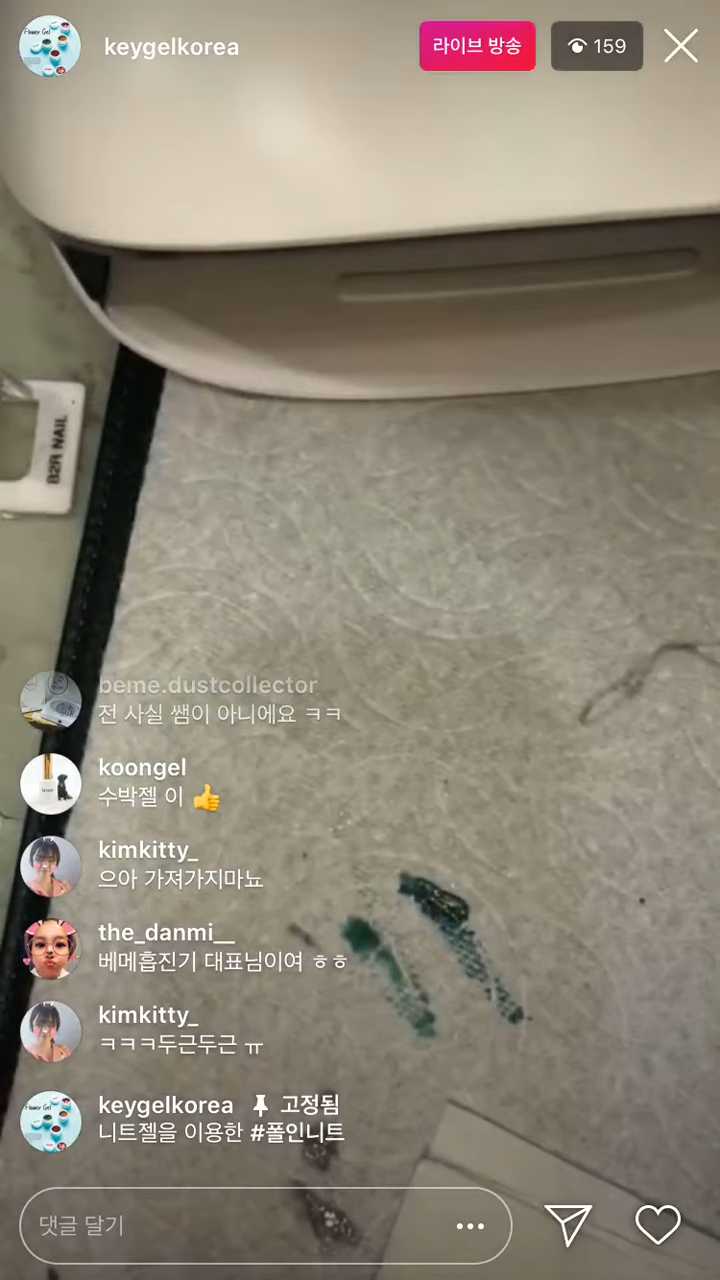 keygelkorea
라이브 방송
159
B2R NAIL
beme.dustcollector
전 사실 쌤이 아니에요 ㅋㅋ
koongel
수박젤 이 👍
kimkitty_
으아 가져가지마뇨
the_danmi__
베메흡진기 대표님이여 ㅎㅎ
kimkitty_
ㅋㅋㅋ두근두근 ㅠ
keygelkorea 고정됨
니트젤을 이용한 #폴인니트
댓글 달기